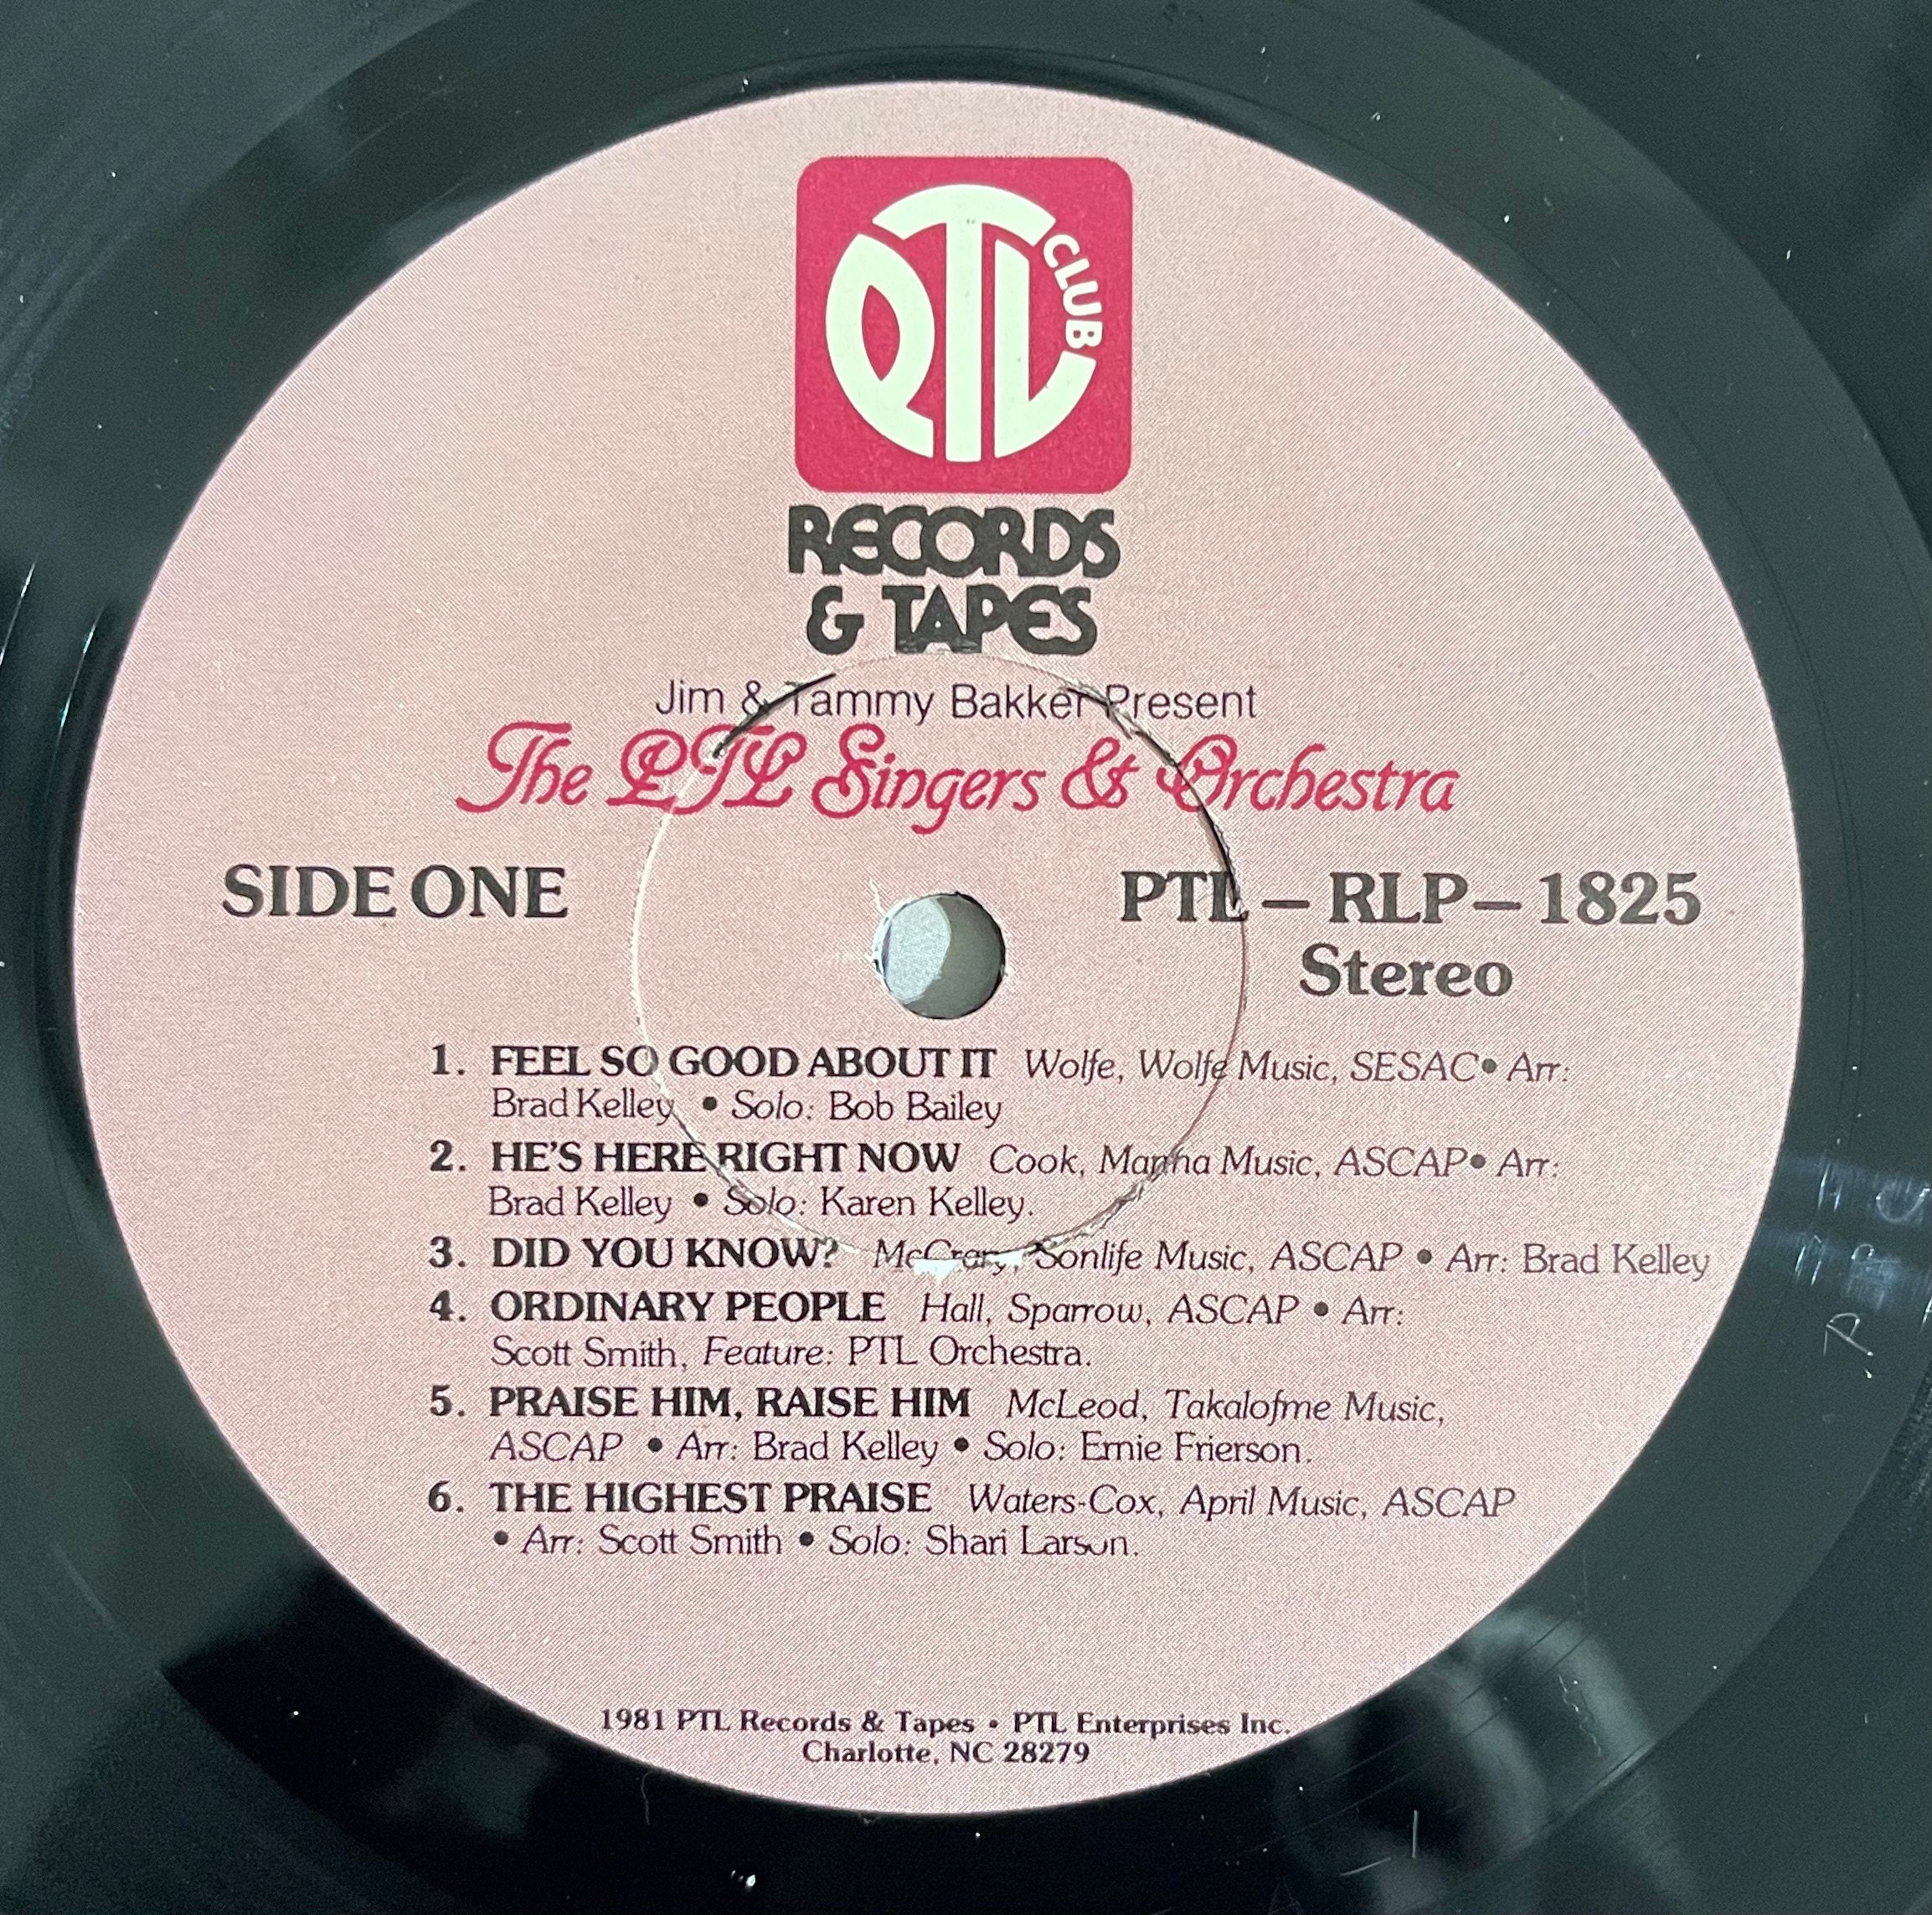 PTL CLUB
RECORDS
& TAPES
Jim & Tammy Bakker Present
The PTL Singers & Orchestra
SIDE ONE
PTL – RLP – 1825
Stereo
1. FEEL SO GOOD ABOUT IT Wolfe, Wolfe Music, SESAC • Arr:
Brad Kelley • Solo: Bob Bailey
2. HE'S HERE RIGHT NOW Cook, Manna Music, ASCAP • Arr:
Brad Kelley • Solo: Karen Kelley.
3. DID YOU KNOW? McCrary, Sonlife Music, ASCAP • Arr: Brad Kelley
4. ORDINARY PEOPLE Hall, Sparrow, ASCAP • Arr:
Scott Smith, Feature: PTL Orchestra.
5. PRAISE HIM, RAISE HIM McLeod, Takalofme Music,
ASCAP • Arr: Brad Kelley • Solo: Ernie Frierson.
6. THE HIGHEST PRAISE Waters-Cox, April Music, ASCAP
• Arr: Scott Smith • Solo: Shari Larson.
1981 PTL Records & Tapes • PTL Enterprises Inc.
Charlotte, NC 28279